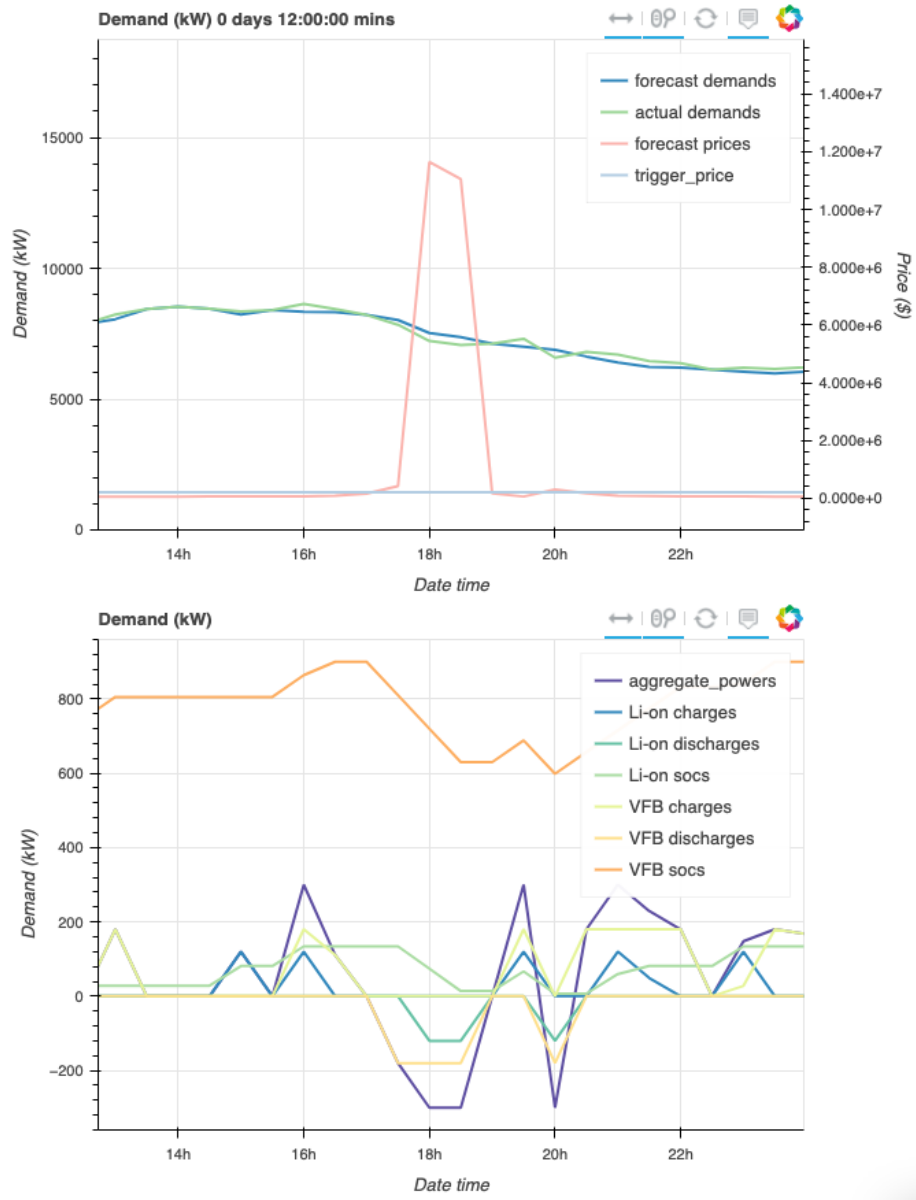 Demand (kW) 0 days 12:00:00 mins
forecast demands
actual demands
forecast prices
trigger_price
15000
10000
5000
0
Demand (kW)
1.400e+7
1.200e+7
1.000e+7
8.000e+6
6.000e+6
4.000e+6
2.000e+6
0.000e+0
Price ($)
14h
16h
18h
20h
22h
Date time
Demand (kW)
aggregate_powers
Li-on charges
Li-on discharges
Li-on socs
VFB charges
VFB discharges
VFB socs
800
600
400
200
0
−200
Demand (kW)
14h
16h
18h
20h
22h
Date time